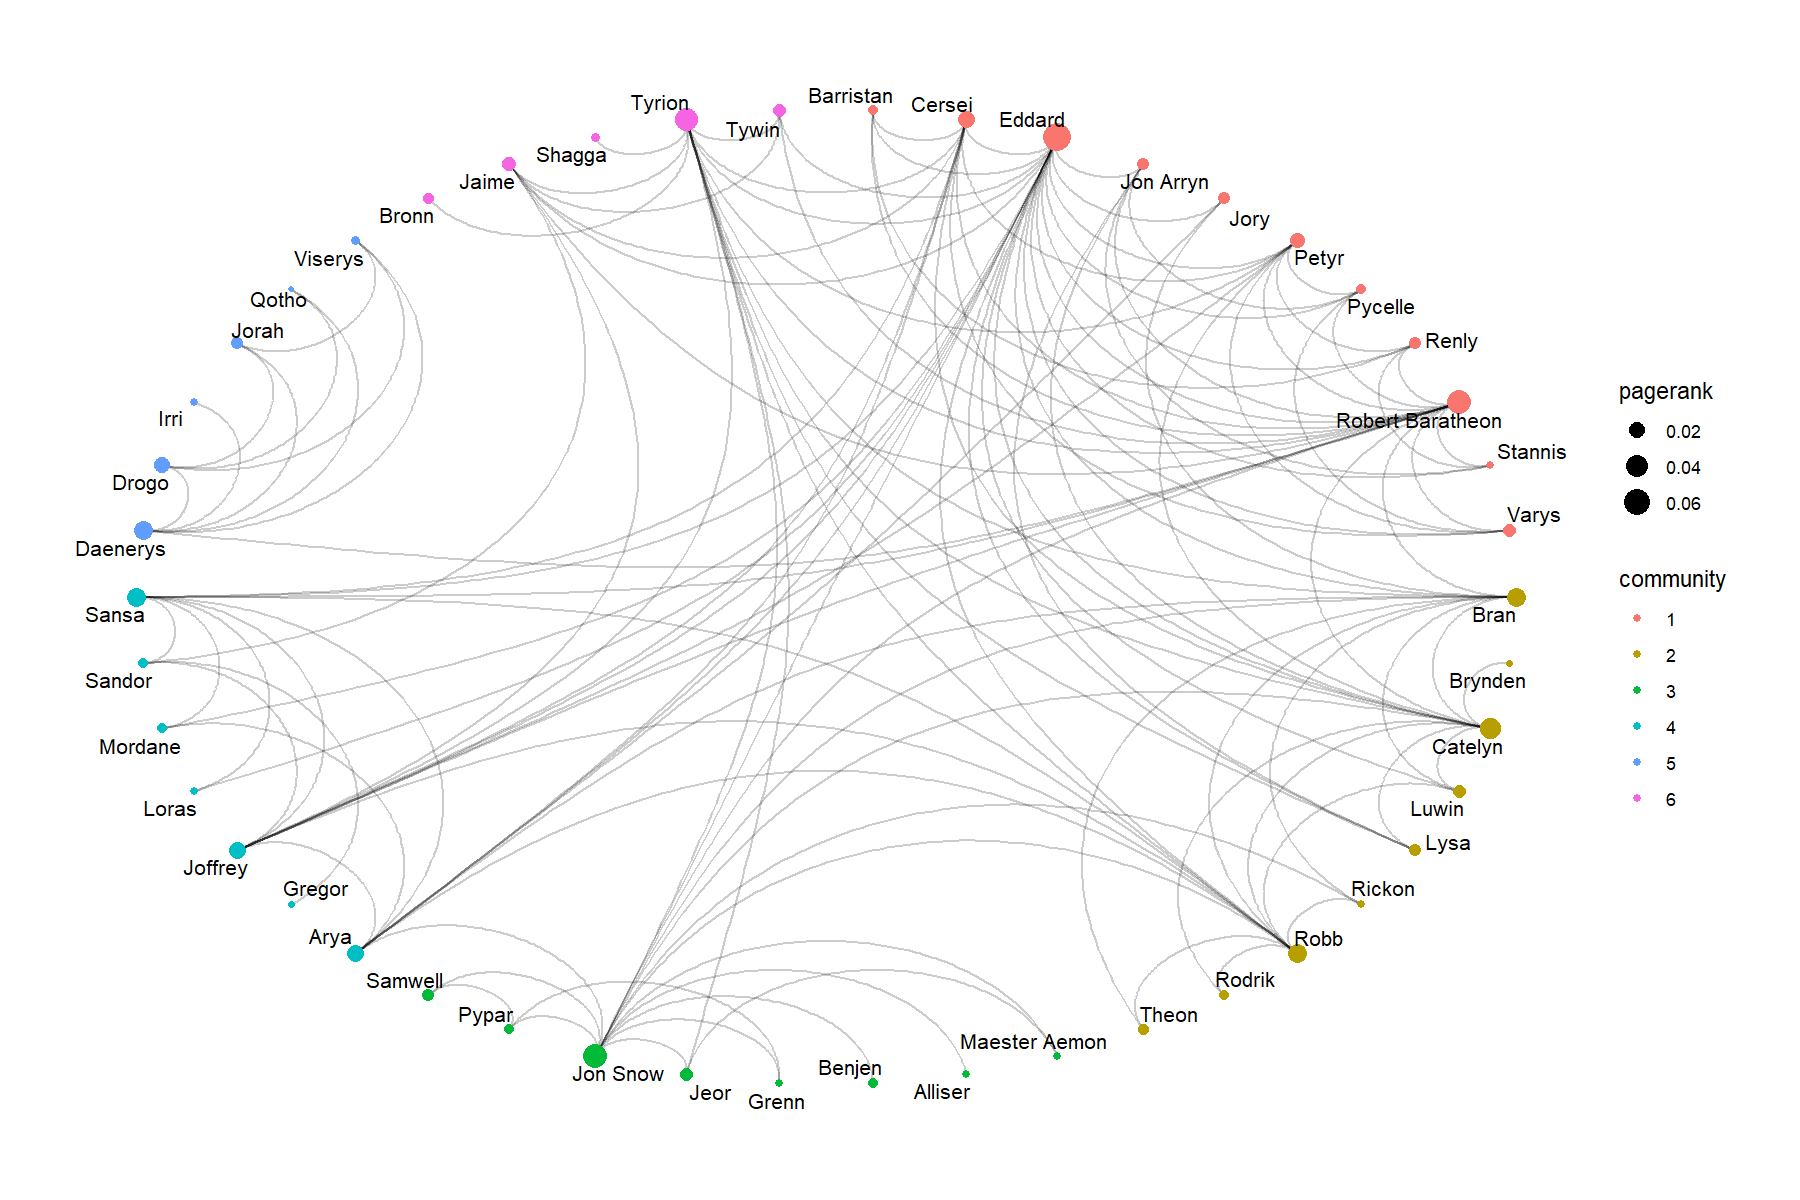 Barristan
Cersei
Tyrion
Eddard
Tywin
Shagga
Jaime
Jon Arryn
Bronn
Jory
Viserys
Petyr
Qotho
Pycelle
Jorah
Renly
Irri
Robert Baratheon
Stannis
Drogo
Varys
Daenerys
Sansa
Bran
Sandor
Brynden
Mordane
Catelyn
Loras
Luwin
Lysa
Joffrey
Gregor
Rickon
Arya
Robb
Samwell
Rodrik
Pypar
Theon
Maester Aemon
Jon Snow
Benjen
Jeor
Alliser
Grenn
pagerank
0.02
0.04
0.06
community
1
2
3
4
5
6